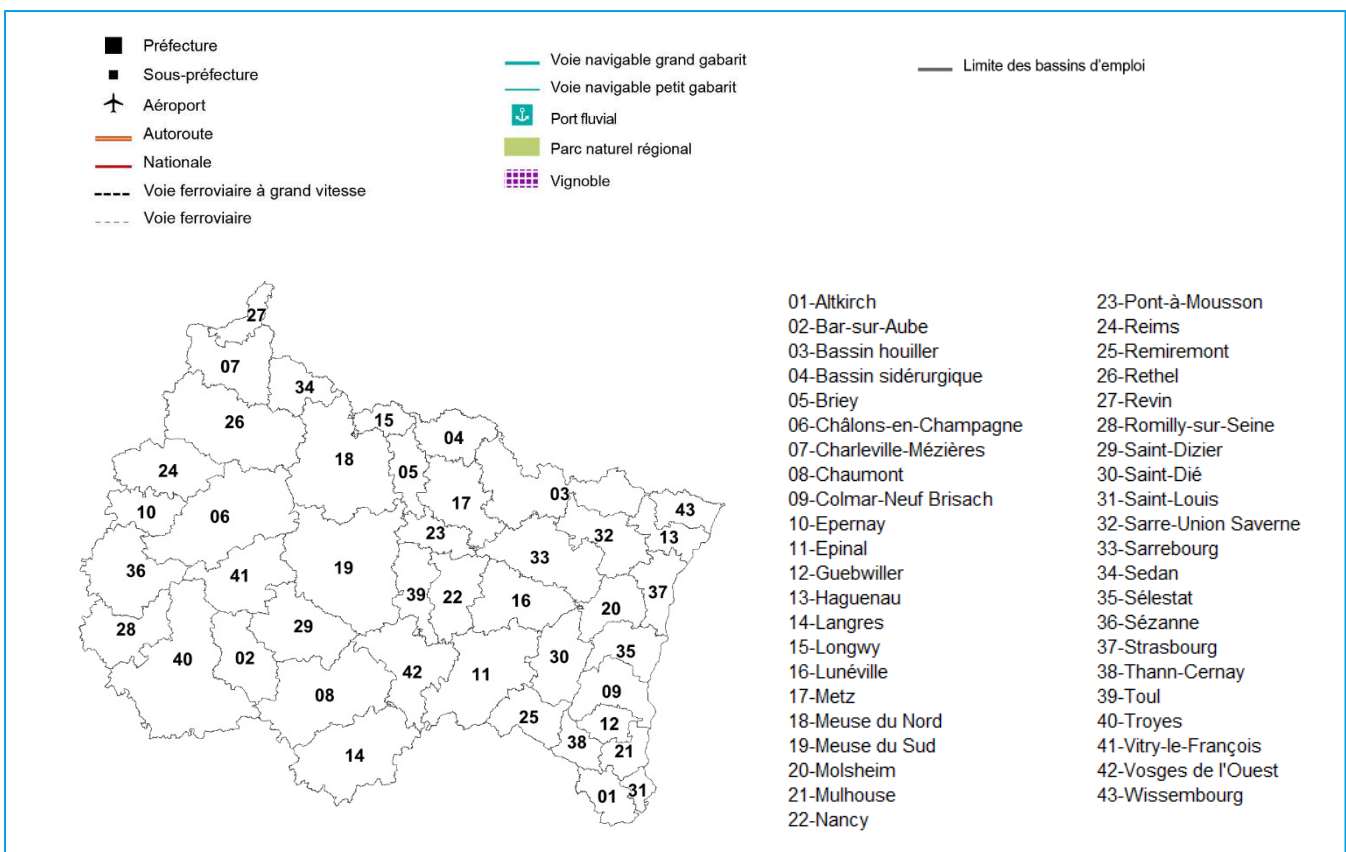 Préfecture
Sous-préfecture
Aéroport
Autoroute
Nationale
Voie ferroviaire à grand vitesse
Voie ferroviaire
Voie navigable grand gabarit
Voie navigable petit gabarit
Port fluvial
Parc naturel régional
Vignoble
Limite des bassins d'emploi
27
07
34
26
15
04
18
05
24
17
03
43
10
06
23
32
13
33
36
41
19
39
22
16
37
20
28
29
35
40
02
42
11
30
08
09
25
12
38
21
14
01
31
01-Altkirch
02-Bar-sur-Aube
03-Bassin houiller
04-Bassin sidérurgique
05-Briey
06-Châlons-en-Champagne
07-Charleville-Mézières
08-Chaumont
09-Colmar-Neuf Brisach
10-Epernay
11-Epinal
12-Guebwiller
13-Haguenau
14-Langres
15-Longwy
16-Lunéville
17-Metz
18-Meuse du Nord
19-Meuse du Sud
20-Molsheim
21-Mulhouse
22-Nancy
23-Pont-à-Mousson
24-Reims
25-Remiremont
26-Rethel
27-Revin
28-Romilly-sur-Seine
29-Saint-Dizier
30-Saint-Dié
31-Saint-Louis
32-Sarre-Union Saverne
33-Sarrebourg
34-Sedan
35-Sélestat
36-Sézanne
37-Strasbourg
38-Thann-Cernay
39-Toul
40-Troyes
41-Vitry-le-François
42-Vosges de l'Ouest
43-Wissembourg